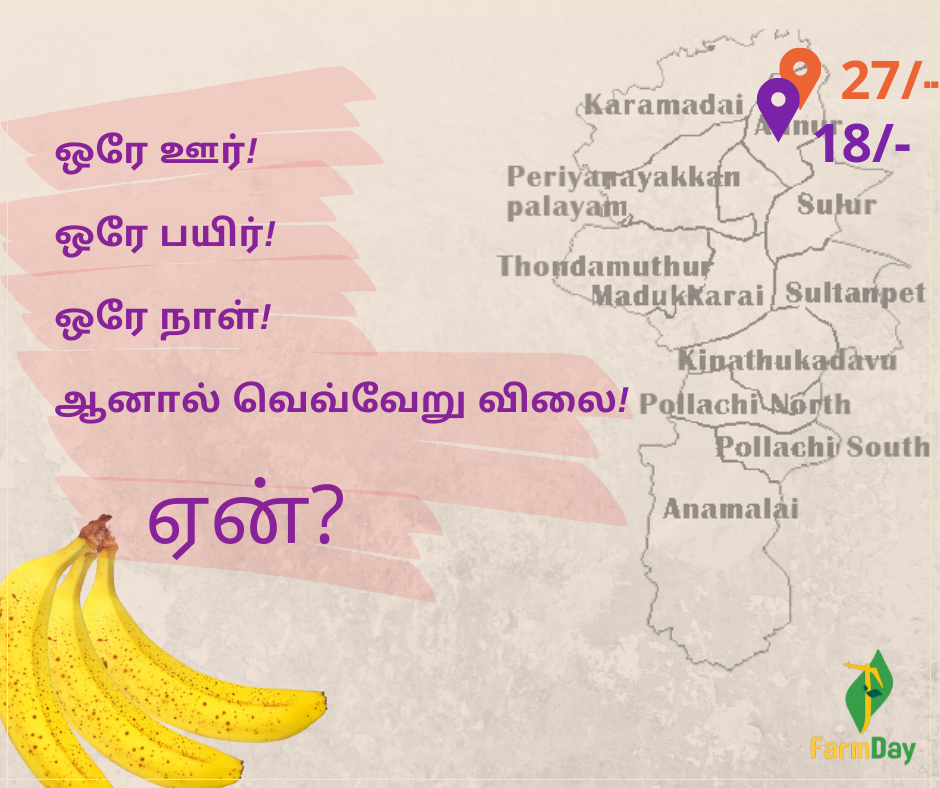 ஒரே ஊர்!
ஒரே பயிர்!
ஒரே நாள்!
ஆனால் வெவ்வேறு விலை!
ஏன்?
27/-
18/-
Karamadai
Annur
Periyanayakkan
palayam
Sulur
Thondamuthur
Madukkarai
Sultanpet
Kinathukadavu
Pollachi North
Pollachi South
Anamalai
FarmDay